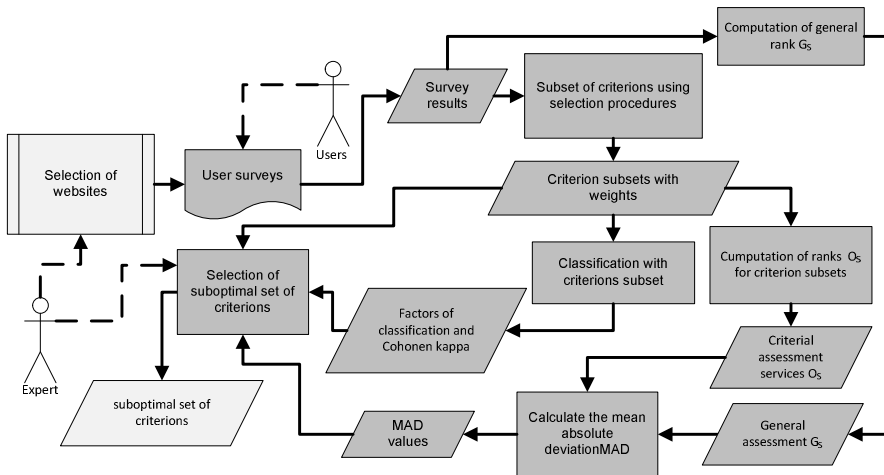 Computation of general
rank GS
Survey
results
Subset of criterions using
selection procedures
Users
Selection of
websites
User surveys
Criterion subsets with
weights
Selection of
suboptimal set of
criterions
Classification with
criterions subset
Cumputation of ranks OS
for criterion subsets
Factors of
classification and
Cohonen kappa
Criterial
assessment
services OS
Expert
suboptimal set of
criterions
MAD
values
Calculate the mean
absolute
deviationMAD
General
assessment GS